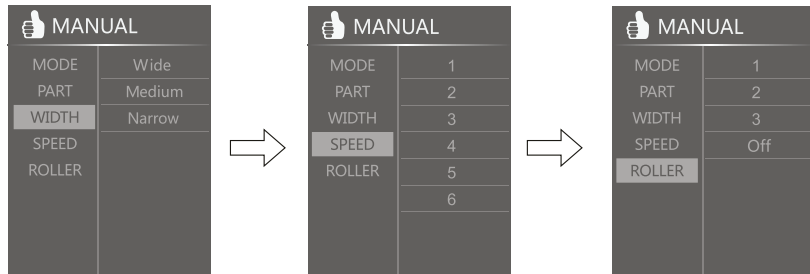 MANUAL
MODE
PART
WIDTH
SPEED
ROLLER
Wide
Medium
Narrow
MANUAL
MODE
PART
WIDTH
SPEED
ROLLER
1
2
3
4
5
6
MANUAL
MODE
PART
WIDTH
SPEED
ROLLER
1
2
3
Off